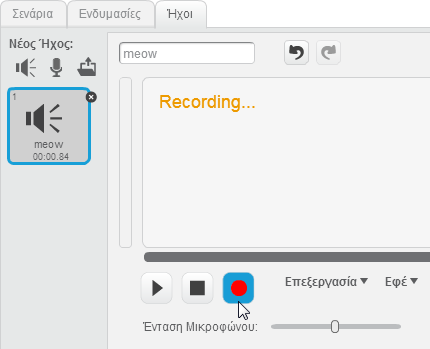 Σενάρια Ενδυμασίες Ήχοι
Νέος Ήχος:
meow
1
meow
00:00.84
Recording...
Επεξεργασία Εφέ
Ένταση Μικροφώνου: